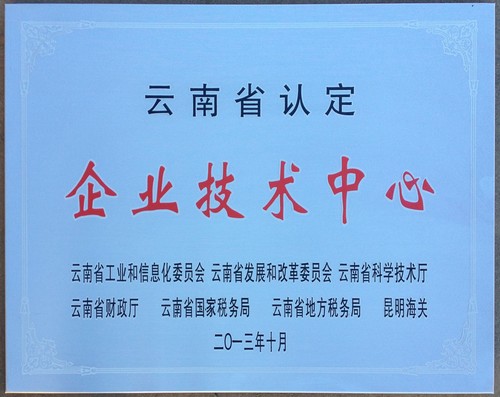 云南省认定
企业技术中心
云南省工业和信息化委员会 云南省发展和改革委员会 云南省科学技术厅
云南省财政厅 云南省国家税务局 云南省地方税务局 昆明海关
二〇一三年十月